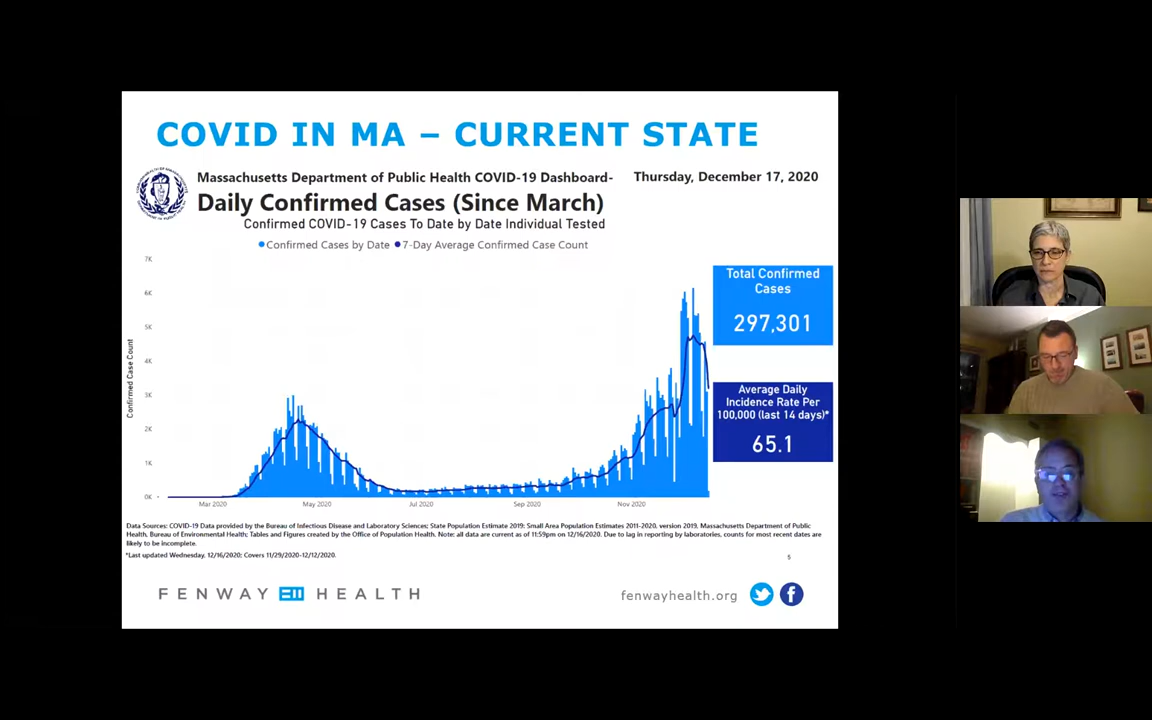 COVID IN MA – CURRENT STATE
Massachusetts Department of Public Health COVID-19 Dashboard-
Thursday, December 17, 2020
Daily Confirmed Cases (Since March)
Confirmed COVID-19 Cases To Date by Date Individual Tested
Confirmed Cases by Date
7-Day Average Confirmed Case Count
7K
6K
5K
4K
3K
2K
1K
0K
Confirmed Case Count
Mar 2020
May 2020
Jul 2020
Sep 2020
Nov 2020
Total Confirmed
Cases
297,301
Average Daily
Incidence Rate Per
100,000 (last 14 days)*
65.1
Data Sources: COVID-19 Data provided by the Bureau of Infectious Disease and Laboratory Sciences; State Population Estimate 2019: Small Area Population Estimates 2011-2020, version 2019, Massachusetts Department of Public
Health, Bureau of Environmental Health; Tables and Figures created by the Office of Population Health. Note: all data are current as of 11:59pm on 12/16/2020. Due to lag in reporting by laboratories, counts for most recent dates are
likely to be incomplete.
*Last updated Wednesday, 12/16/2020; Covers 11/29/2020-12/12/2020.
5
FENWAY HEALTH
fenwayhealth.org